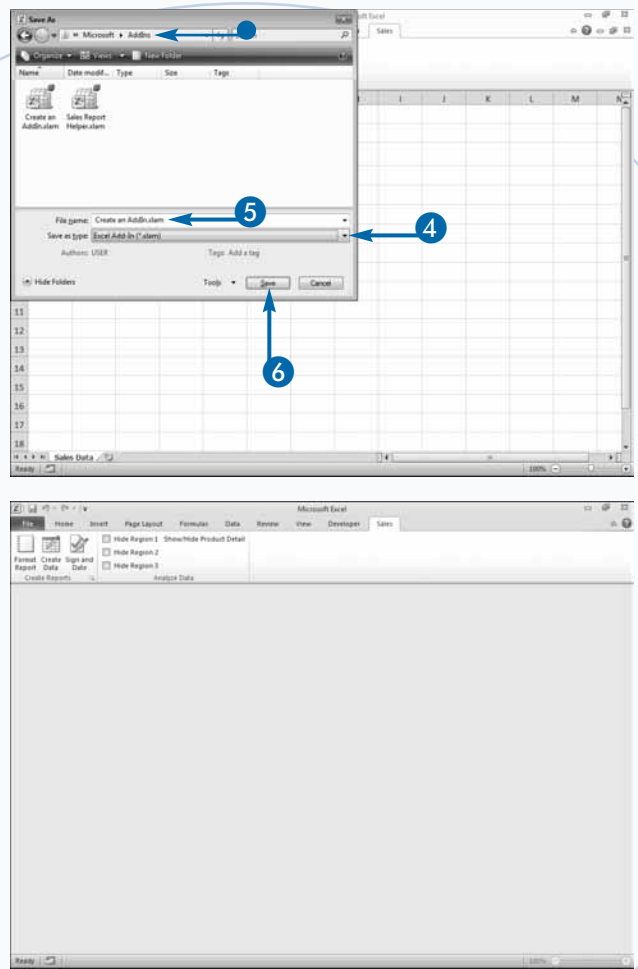 Save As
oft Excel
« Microsoft ▸ AddIns
Sales
Organize Views New Folder
Name Date modif... Type Size Tags
Create an AddIn.xlam
Sales Report Helper.xlam
I J K L M N
File name: Create an AddIn.xlam
5
Save as type: Excel Add-In (*.xlam)
4
Authors: USER Tags: Add a tag
Hide Folders Tools Save Cancel
6
11
12
13
14
15
16
17
18
Sales Data
Ready 100%
Microsoft Excel
File Home Insert Page Layout Formulas Data Review View Developer Sales
Format Report
Create Data
Sign and Date
Hide Region 1 Show/Hide Product Detail
Hide Region 2
Hide Region 3
Create Reports Analyze Data
Ready 100%